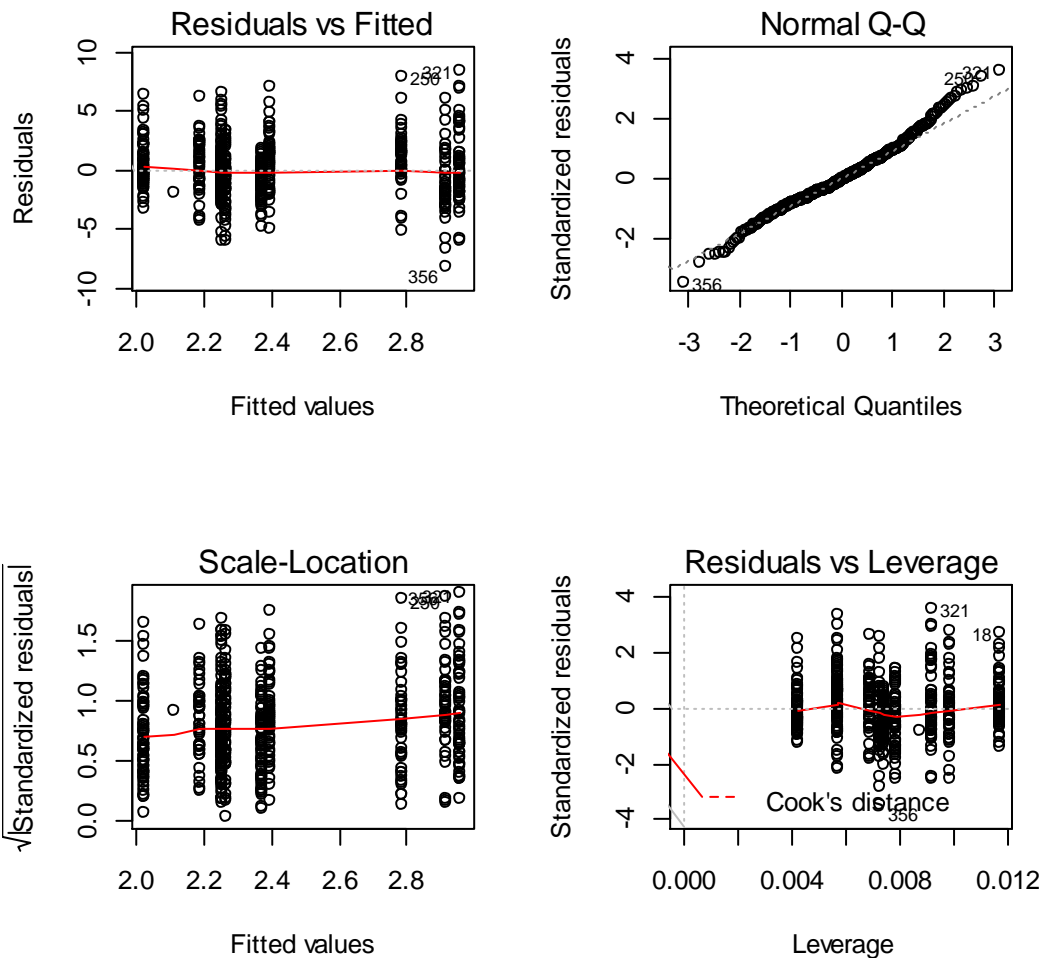 Residuals vs Fitted
Residuals
10
5
0
-5
-10
250
321
356
2.0 2.2 2.4 2.6 2.8
Fitted values
Normal Q-Q
Standardized residuals
4
2
0
-2
250
321
356
-3 -2 -1 0 1 2 3
Theoretical Quantiles
Scale-Location
√|Standardized residuals|
1.5
1.0
0.5
0.0
356
321
250
2.0 2.2 2.4 2.6 2.8
Fitted values
Residuals vs Leverage
Standardized residuals
4
2
0
-2
-4
321
18
Cook's distance
356
0.000 0.004 0.008 0.012
Leverage